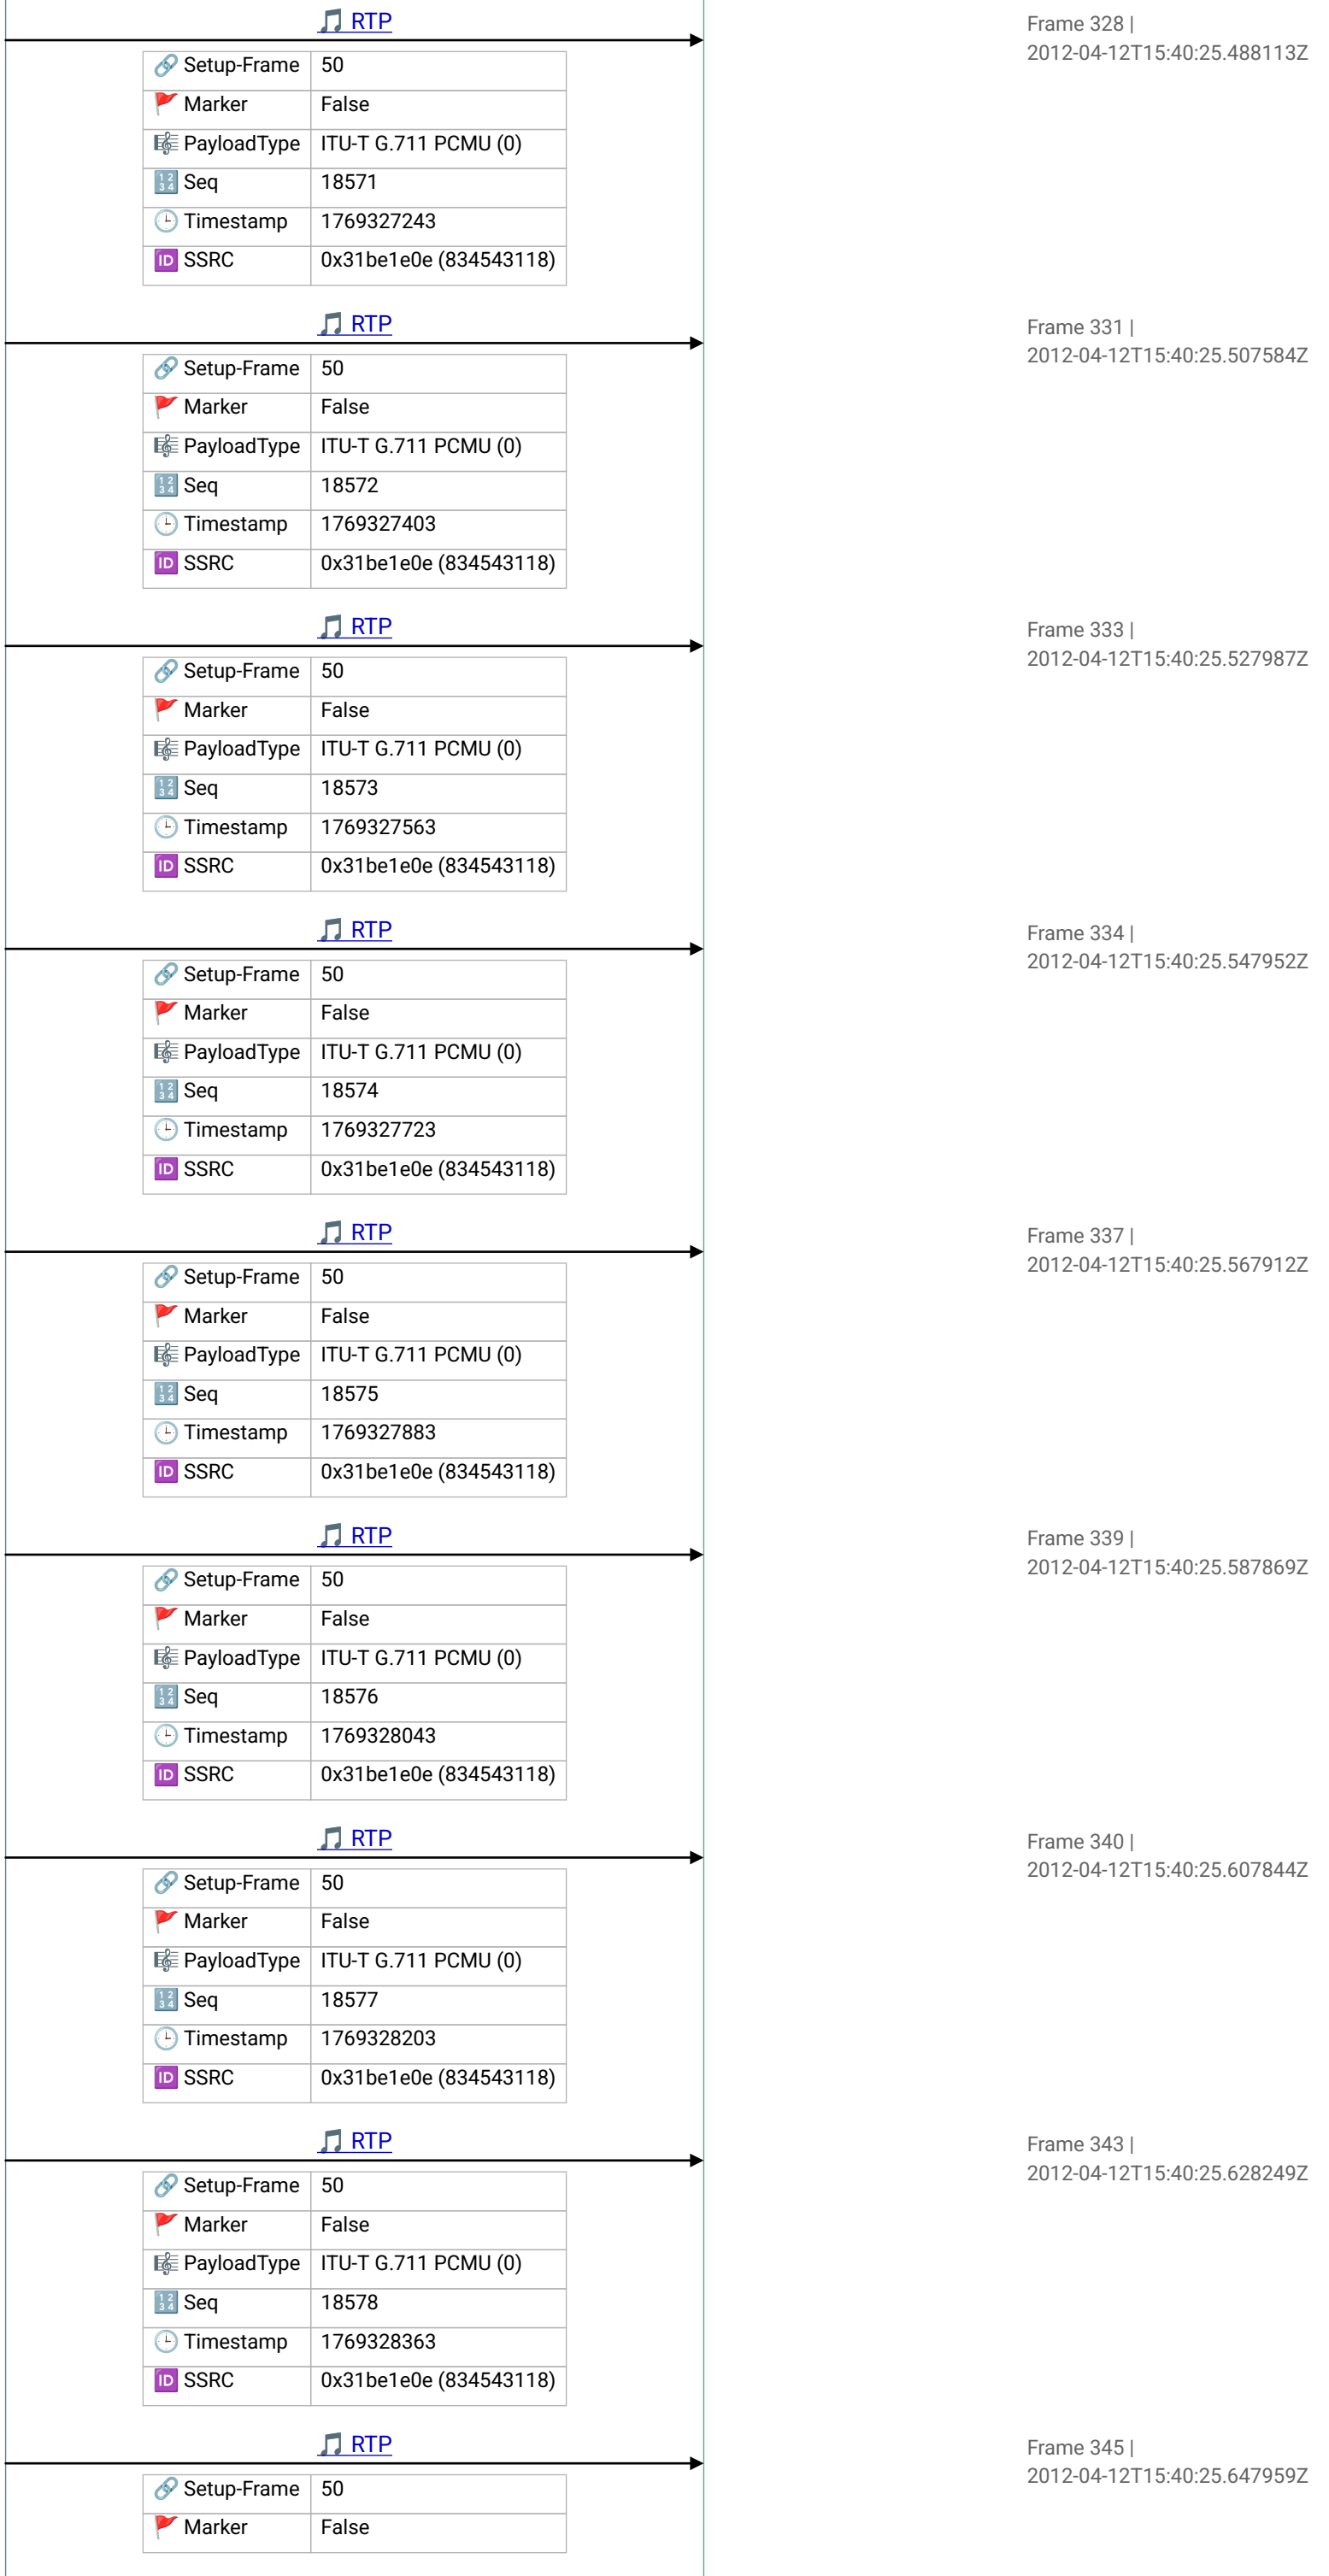 🎵 RTP
Frame 328 |
2012-04-12T15:40:25.488113Z
🔗 Setup-Frame 50
🚩 Marker False
🎼 PayloadType ITU-T G.711 PCMU (0)
🔢 Seq 18571
🕒 Timestamp 1769327243
🆔 SSRC 0x31be1e0e (834543118)
🎵 RTP
Frame 331 |
2012-04-12T15:40:25.507584Z
🔗 Setup-Frame 50
🚩 Marker False
🎼 PayloadType ITU-T G.711 PCMU (0)
🔢 Seq 18572
🕒 Timestamp 1769327403
🆔 SSRC 0x31be1e0e (834543118)
🎵 RTP
Frame 333 |
2012-04-12T15:40:25.527987Z
🔗 Setup-Frame 50
🚩 Marker False
🎼 PayloadType ITU-T G.711 PCMU (0)
🔢 Seq 18573
🕒 Timestamp 1769327563
🆔 SSRC 0x31be1e0e (834543118)
🎵 RTP
Frame 334 |
2012-04-12T15:40:25.547952Z
🔗 Setup-Frame 50
🚩 Marker False
🎼 PayloadType ITU-T G.711 PCMU (0)
🔢 Seq 18574
🕒 Timestamp 1769327723
🆔 SSRC 0x31be1e0e (834543118)
🎵 RTP
Frame 337 |
2012-04-12T15:40:25.567912Z
🔗 Setup-Frame 50
🚩 Marker False
🎼 PayloadType ITU-T G.711 PCMU (0)
🔢 Seq 18575
🕒 Timestamp 1769327883
🆔 SSRC 0x31be1e0e (834543118)
🎵 RTP
Frame 339 |
2012-04-12T15:40:25.587869Z
🔗 Setup-Frame 50
🚩 Marker False
🎼 PayloadType ITU-T G.711 PCMU (0)
🔢 Seq 18576
🕒 Timestamp 1769328043
🆔 SSRC 0x31be1e0e (834543118)
🎵 RTP
Frame 340 |
2012-04-12T15:40:25.607844Z
🔗 Setup-Frame 50
🚩 Marker False
🎼 PayloadType ITU-T G.711 PCMU (0)
🔢 Seq 18577
🕒 Timestamp 1769328203
🆔 SSRC 0x31be1e0e (834543118)
🎵 RTP
Frame 343 |
2012-04-12T15:40:25.628249Z
🔗 Setup-Frame 50
🚩 Marker False
🎼 PayloadType ITU-T G.711 PCMU (0)
🔢 Seq 18578
🕒 Timestamp 1769328363
🆔 SSRC 0x31be1e0e (834543118)
🎵 RTP
Frame 345 |
2012-04-12T15:40:25.647959Z
🔗 Setup-Frame 50
🚩 Marker False